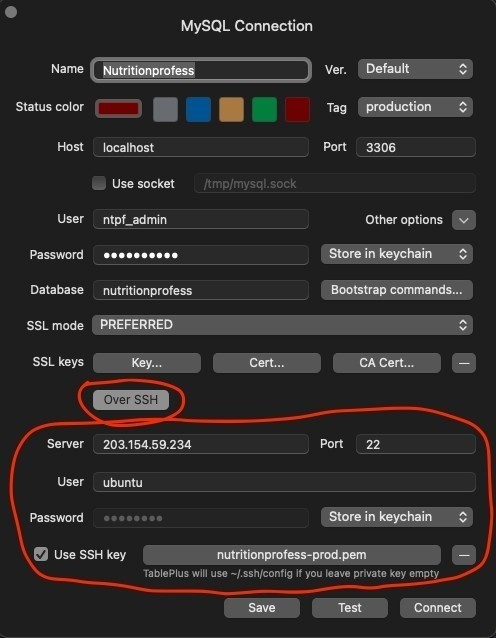 MySQL Connection
Name Nutritionprofess Ver. Default
Status color Tag production
Host localhost Port 3306
Use socket /tmp/mysql.sock
User ntpf_admin Other options
Password •••••••••• Store in keychain
Database nutritionprofess Bootstrap commands...
SSL mode PREFERRED
SSL keys Key... Cert... CA Cert...
Over SSH
Server 203.154.59.234 Port 22
User ubuntu
Password •••••••• Store in keychain
Use SSH key nutritionprofess-prod.pem
TablePlus will use ~/.ssh/config if you leave private key empty
Save Test Connect